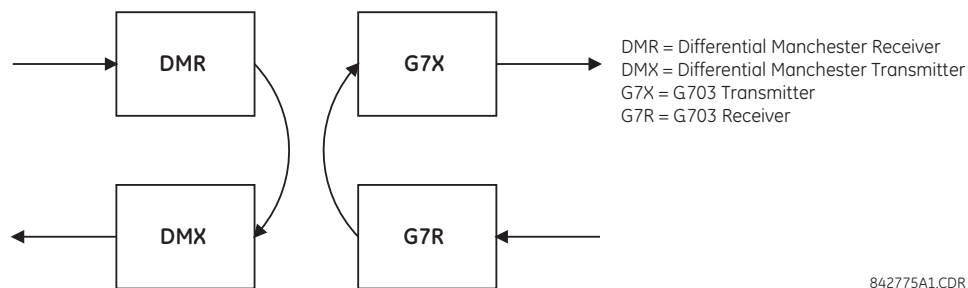 DMR
G7X
DMR = Differential Manchester Receiver
DMX = Differential Manchester Transmitter
G7X = G703 Transmitter
G7R = G703 Receiver
DMX
G7R
842775A1.CDR